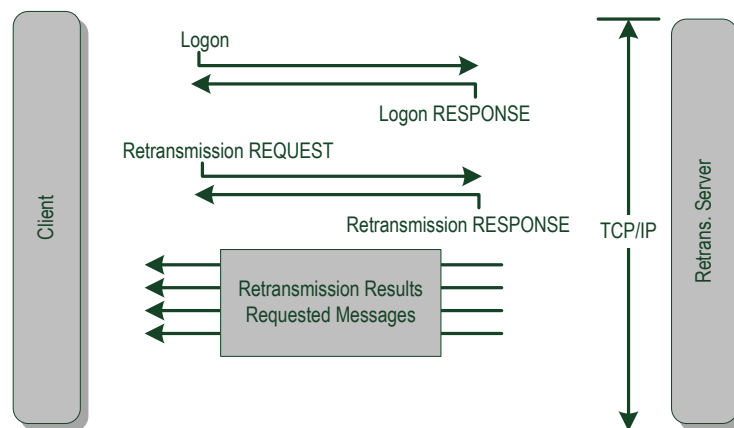 Logon
Logon RESPONSE
Retransmission REQUEST
Retransmission RESPONSE
Client
TCP/IP
Retrans. Server
Retransmission Results
Requested Messages